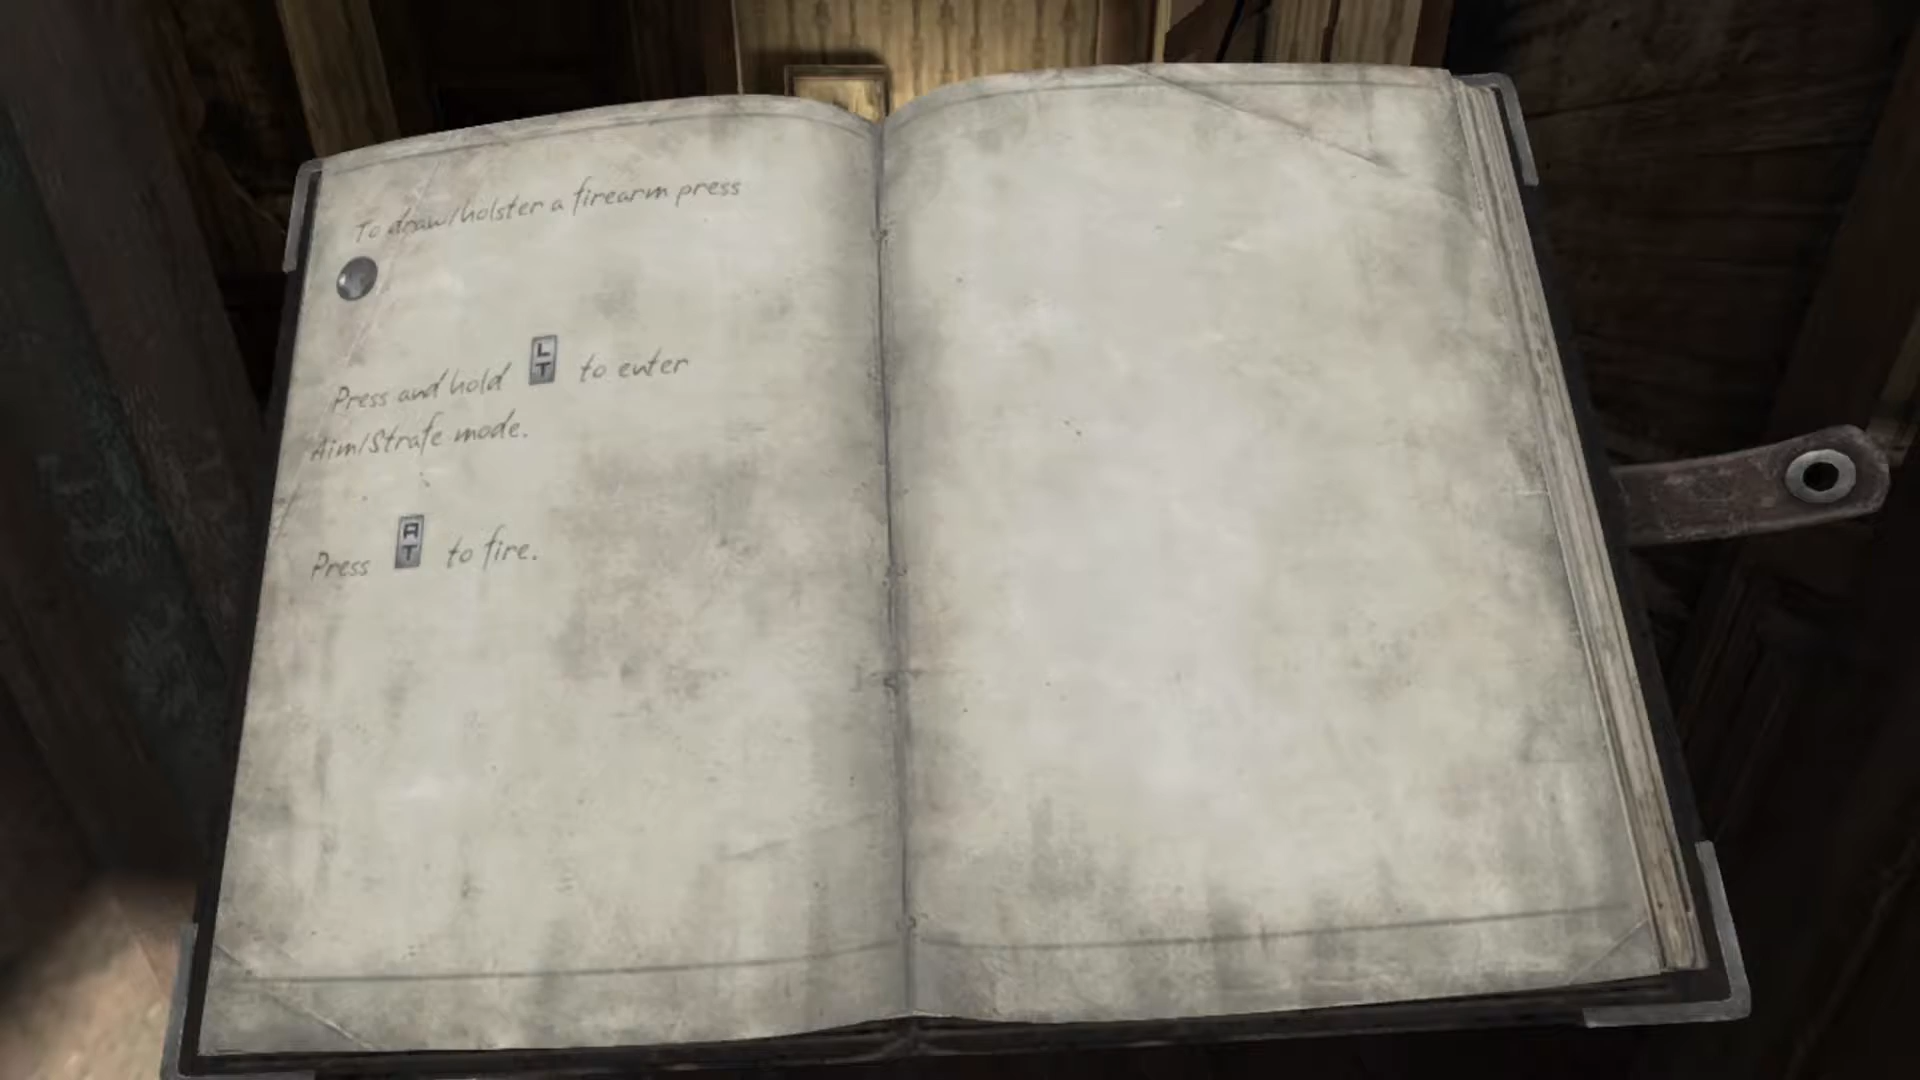 To draw/holster a firearm press
Press and hold LT to enter
Aim/Strafe mode.
Press RT to fire.